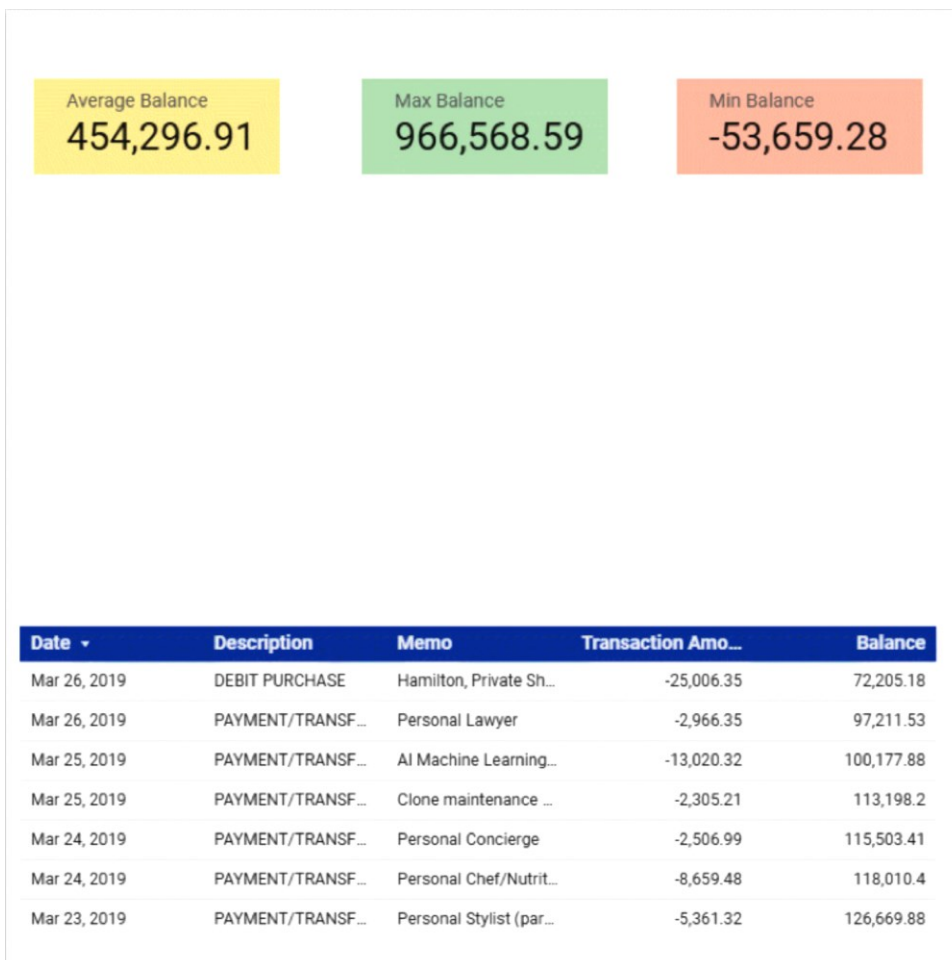 Average Balance
454,296.91
Max Balance
966,568.59
Min Balance
-53,659.28
Date Description Memo Transaction Amo... Balance
Mar 26, 2019 DEBIT PURCHASE Hamilton, Private Sh... -25,006.35 72,205.18
Mar 26, 2019 PAYMENT/TRANSF... Personal Lawyer -2,966.35 97,211.53
Mar 25, 2019 PAYMENT/TRANSF... AI Machine Learning... -13,020.32 100,177.88
Mar 25, 2019 PAYMENT/TRANSF... Clone maintenance ... -2,305.21 113,198.2
Mar 24, 2019 PAYMENT/TRANSF... Personal Concierge -2,506.99 115,503.41
Mar 24, 2019 PAYMENT/TRANSF... Personal Chef/Nutrit... -8,659.48 118,010.4
Mar 23, 2019 PAYMENT/TRANSF... Personal Stylist (par... -5,361.32 126,669.88